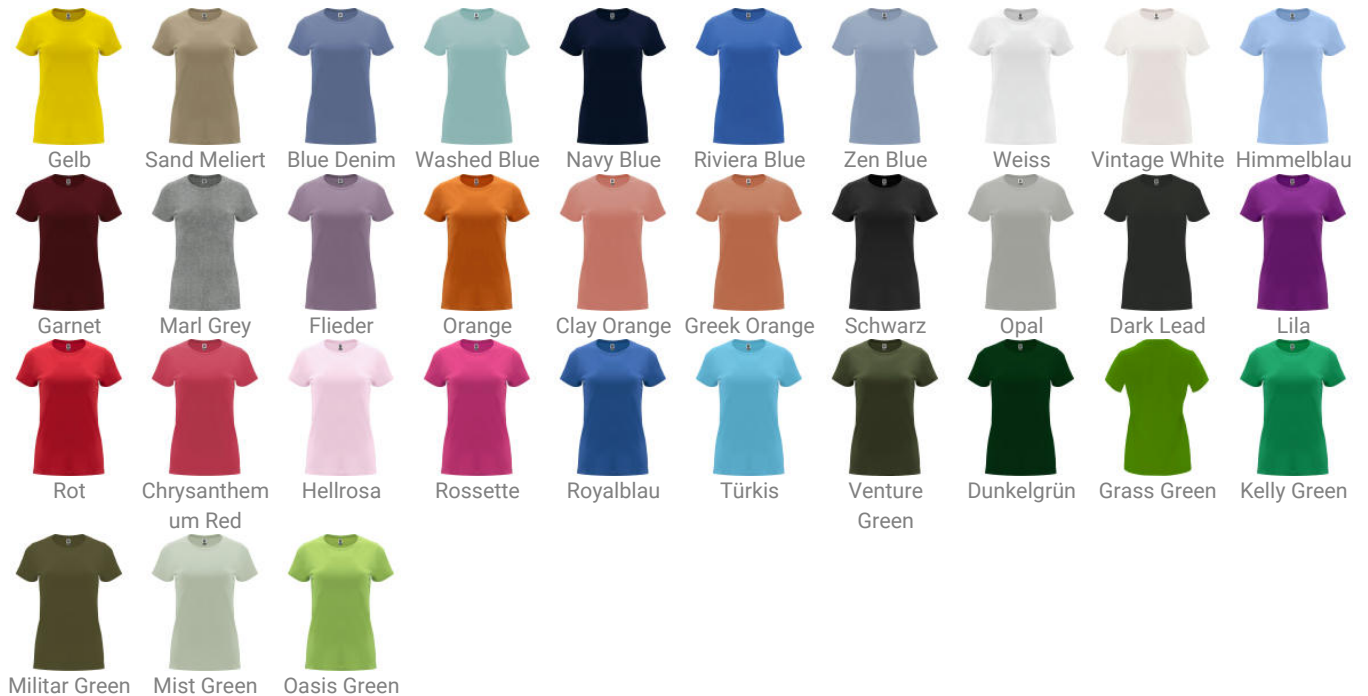 Gelb Sand Meliert Blue Denim Washed Blue Navy Blue Riviera Blue Zen Blue Weiss Vintage White Himmelblau
Garnet Marl Grey Flieder Orange Clay Orange Greek Orange Schwarz Opal Dark Lead Lila
Rot Chrysanthem Hellrosa Rossette Royalblau Türkis Venture Dunkelgrün Grass Green Kelly Green
um Red Green
Militar Green Mist Green Oasis Green